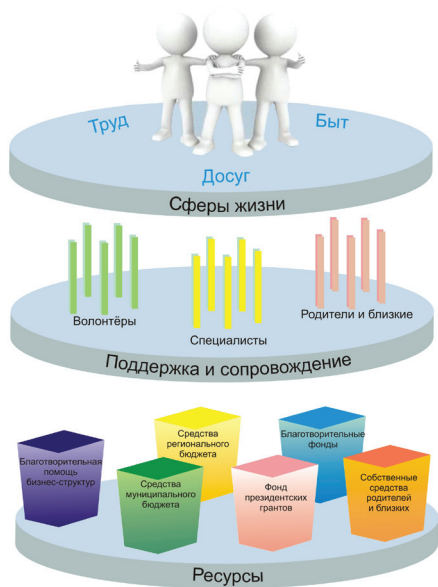 Труд
Быт
Досуг
Сферы жизни
Волонтёры
Специалисты
Родители и близкие
Поддержка и сопровождение
Благотворительная
помощь
бизнес-структур
Средства
регионального
бюджета
Благотворительные
фонды
Средства
муниципального
бюджета
Фонд
президентских
грантов
Собственные
средства
родителей
и близких
Ресурсы